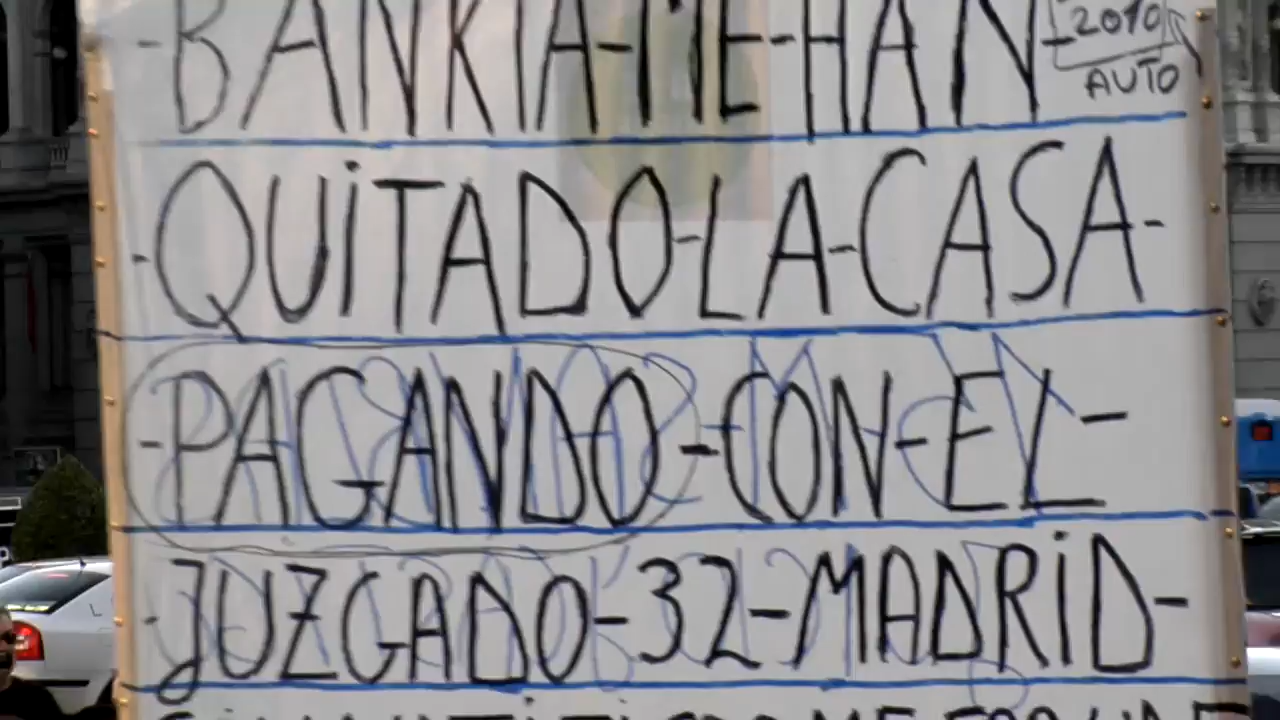 -BANKIA-ME-HAN-
2010
AUTO
-QUiTADO-LA-CASA-
-PAGANDO-CON-EL-
-JUZGADO-32-MADRiD-